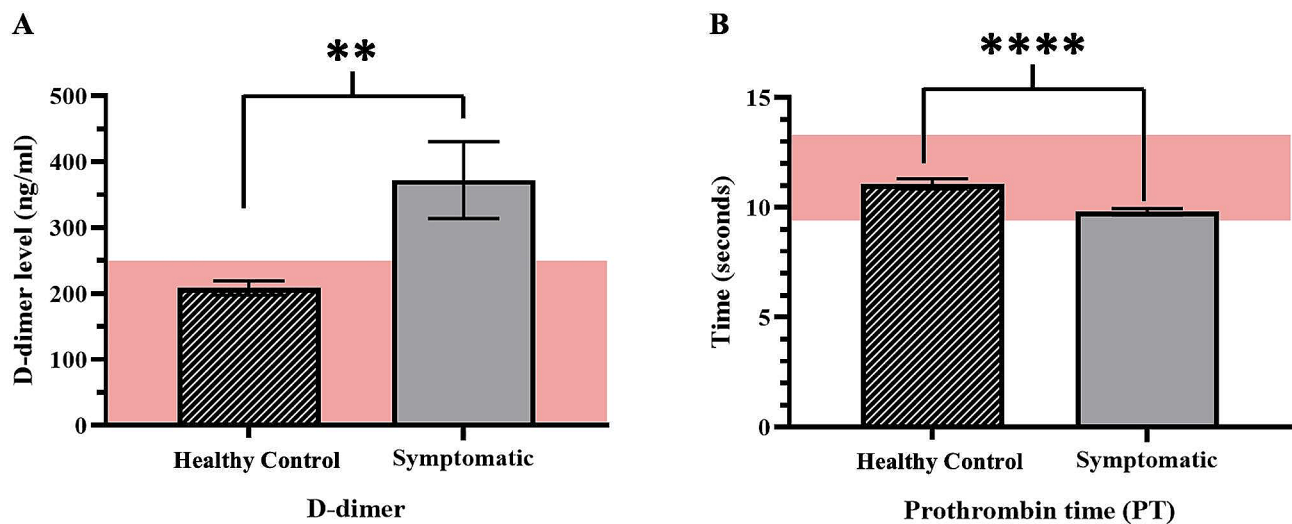 A
**
D-dimer level (ng/ml)
500
400
300
200
100
0
Healthy Control
Symptomatic
D-dimer
B
****
Time (seconds)
15
10
5
0
Healthy Control
Symptomatic
Prothrombin time (PT)